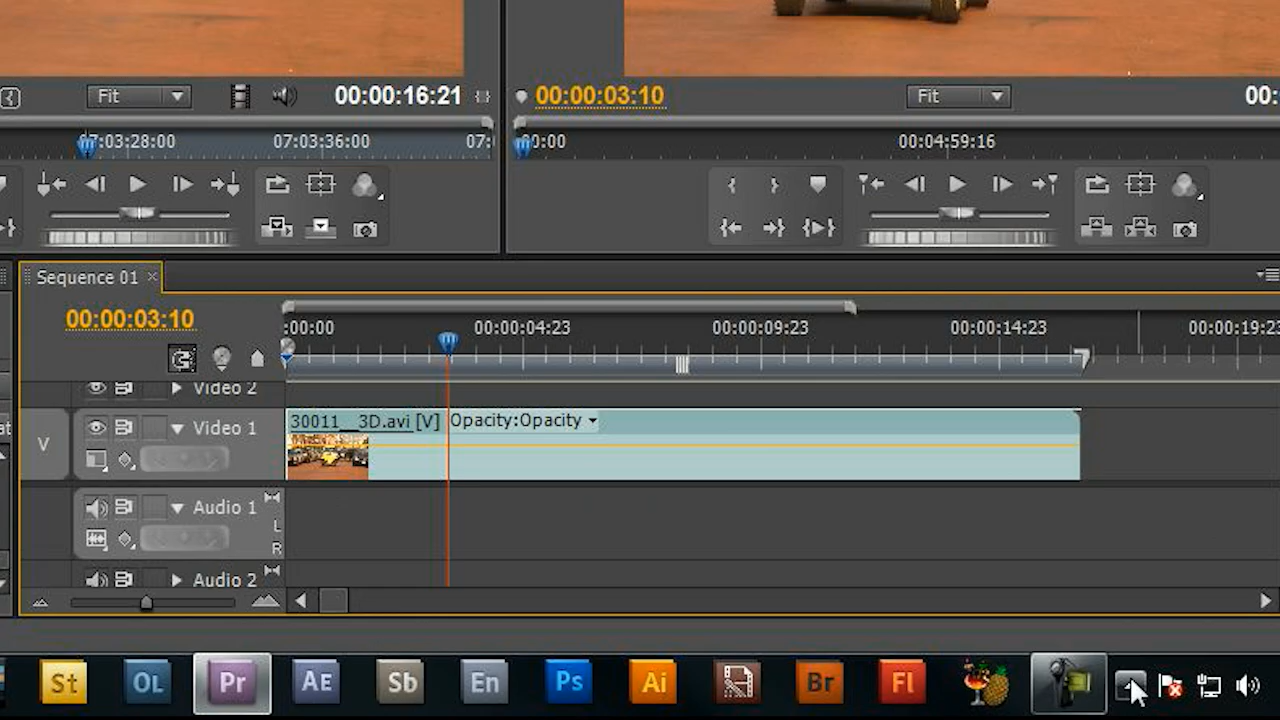 Fit 00:00:16:21 00:00:03:10 Fit 00:
07:03:28:00 07:03:36:00 07: 00:00 00:04:59:16
Sequence 01
00:00:03:10 :00:00 00:00:04:23 00:00:09:23 00:00:14:23 00:00:19:23
Video 2
V Video 1 30011__3D.avi [V] Opacity:Opacity
Audio 1
L
R
Audio 2
St OL Pr AE Sb En Ps Ai Br Fl